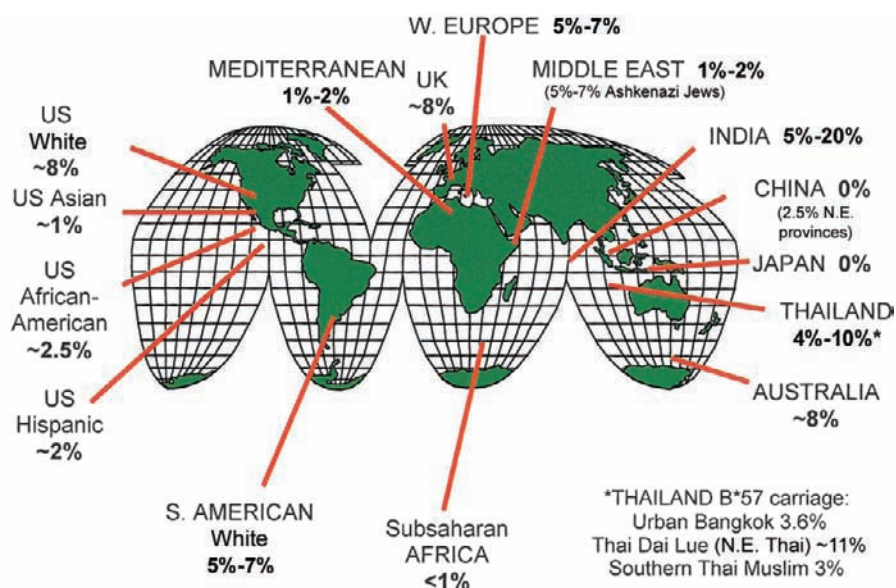 W. EUROPE 5%-7%
MEDITERRANEAN
1%-2%
UK
~8%
MIDDLE EAST 1%-2%
(5%-7% Ashkenazi Jews)
US
White
~8%
US Asian
~1%
US
African-
American
~2.5%
US
Hispanic
~2%
INDIA 5%-20%
CHINA 0%
(2.5% N.E.
provinces)
JAPAN 0%
THAILAND
4%-10%*
AUSTRALIA
~8%
S. AMERICAN
White
5%-7%
Subsaharan
AFRICA
<1%
*THAILAND B*57 carriage:
Urban Bangkok 3.6%
Thai Dai Lue (N.E. Thai) ~11%
Southern Thai Muslim 3%